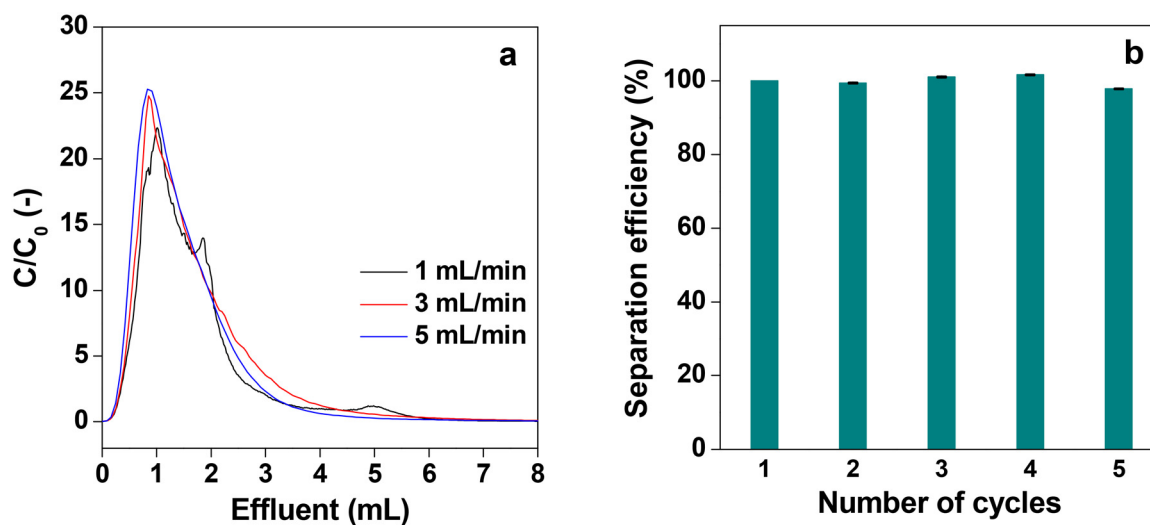 a
30
25
20
15
10
5
0
C/C0 (-)
1 mL/min
3 mL/min
5 mL/min
0 1 2 3 4 5 6 7 8
Effluent (mL)
b
100
80
60
40
20
0
Separation efficiency (%)
1 2 3 4 5
Number of cycles